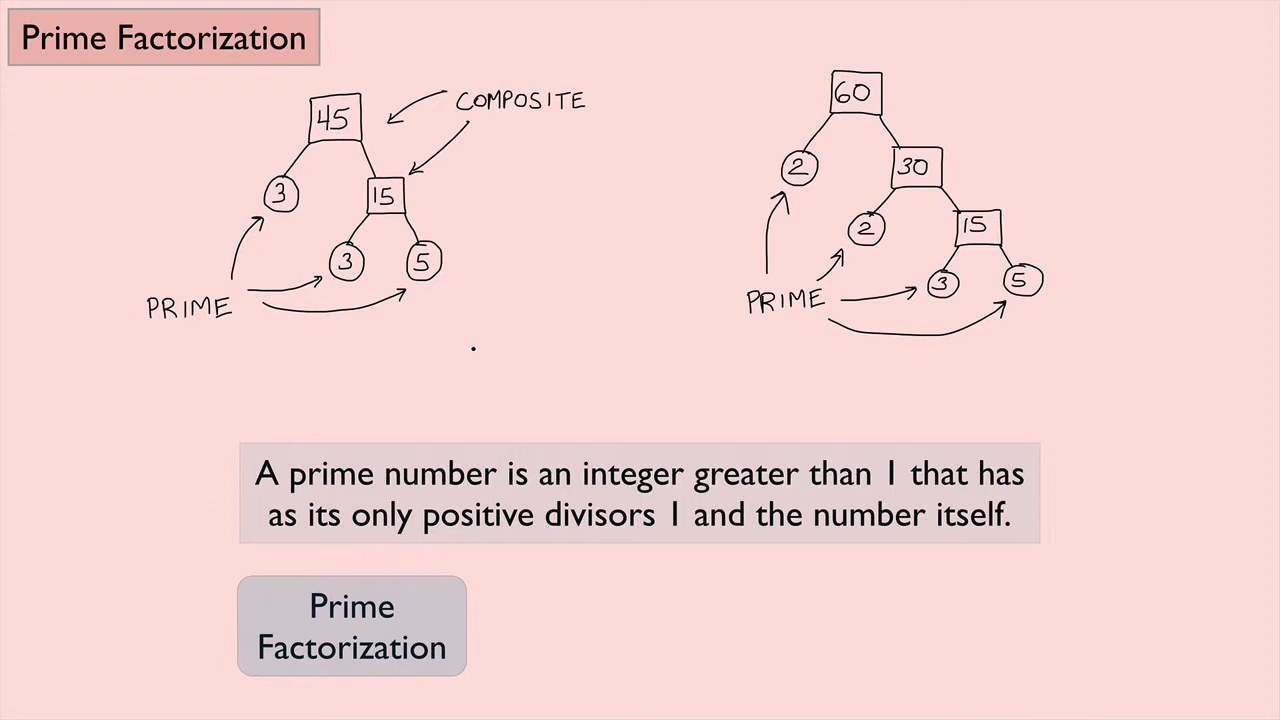 Prime Factorization
45
COMPOSITE
3
15
3
5
PRIME
60
2
30
2
15
3
5
PRIME
A prime number is an integer greater than 1 that has
as its only positive divisors 1 and the number itself.
Prime
Factorization